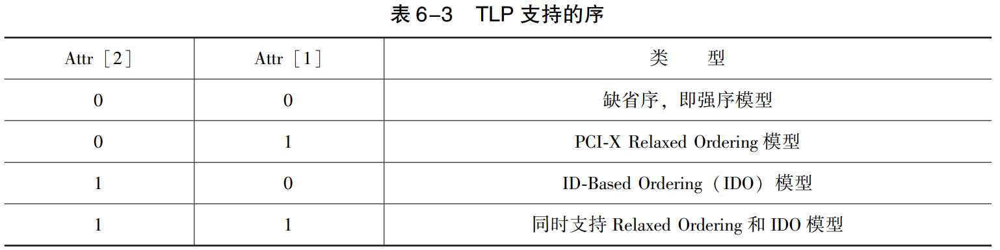 表 6-3 TLP 支持的序
Attr [2] Attr [1] 类 型
0 0 缺省序，即强序模型
0 1 PCI-X Relaxed Ordering 模型
1 0 ID-Based Ordering（IDO）模型
1 1 同时支持 Relaxed Ordering 和 IDO 模型